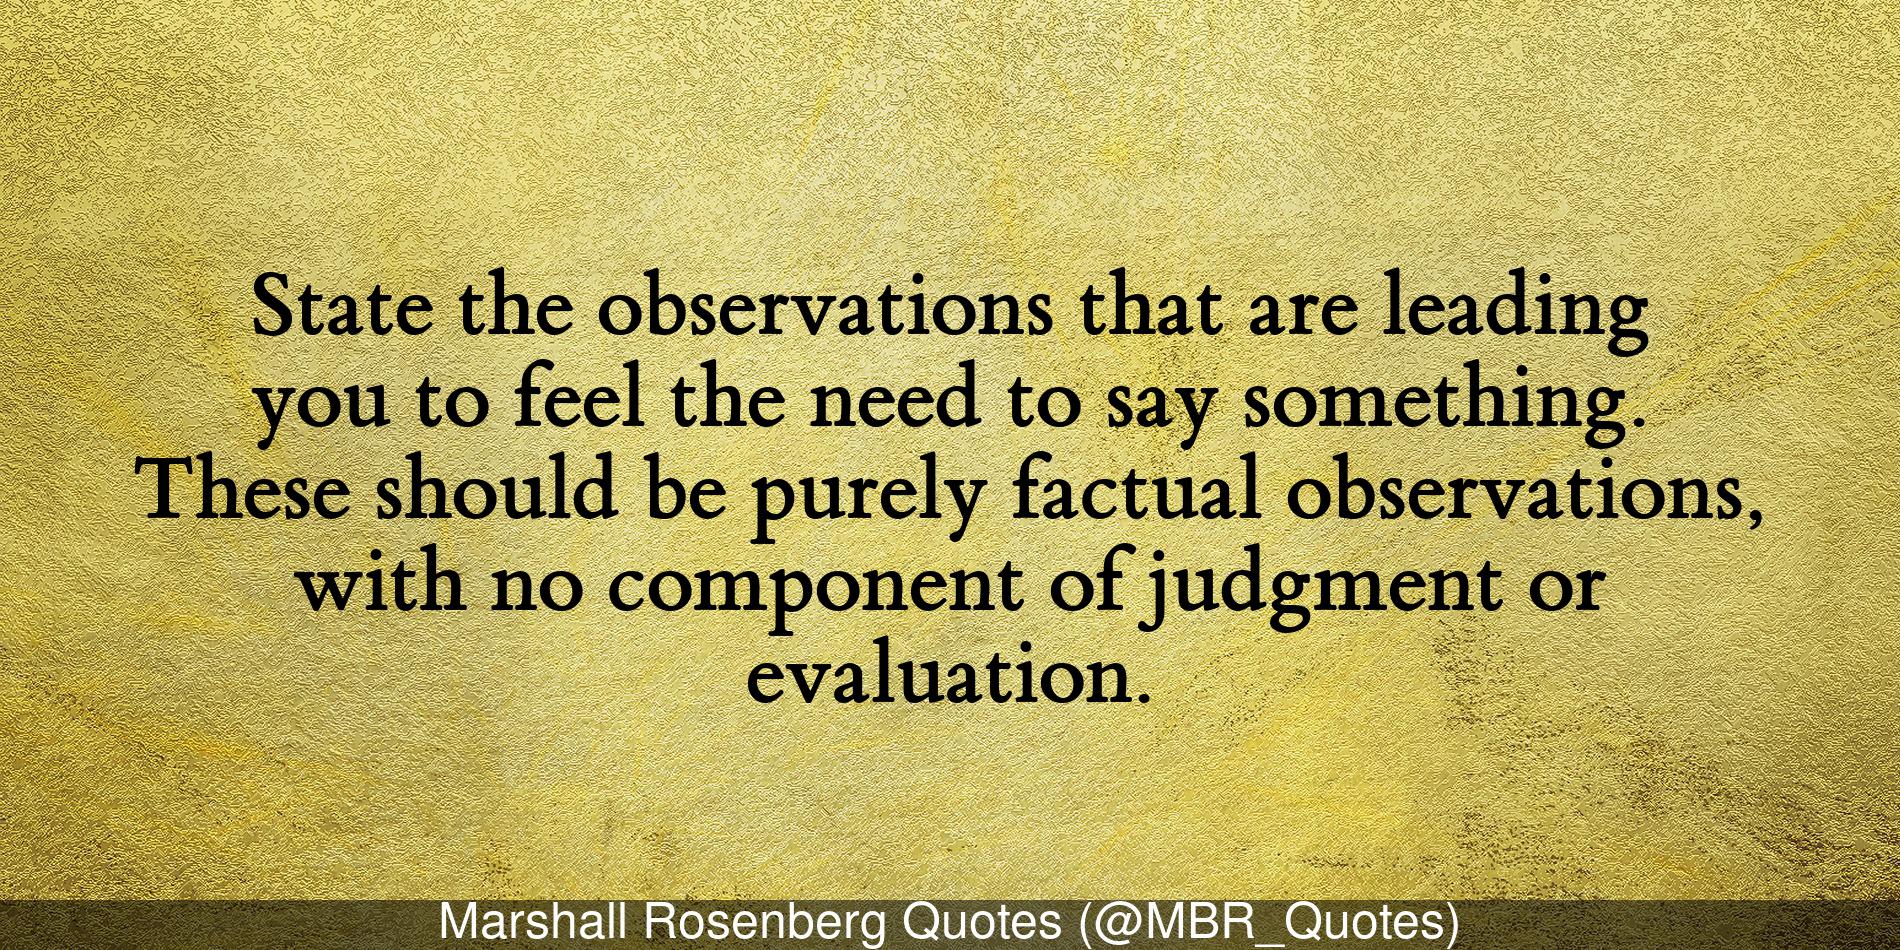 State the observations that are leading
you to feel the need to say something.
These should be purely factual observations,
with no component of judgment or
evaluation.
Marshall Rosenberg Quotes (@MBR_Quotes)